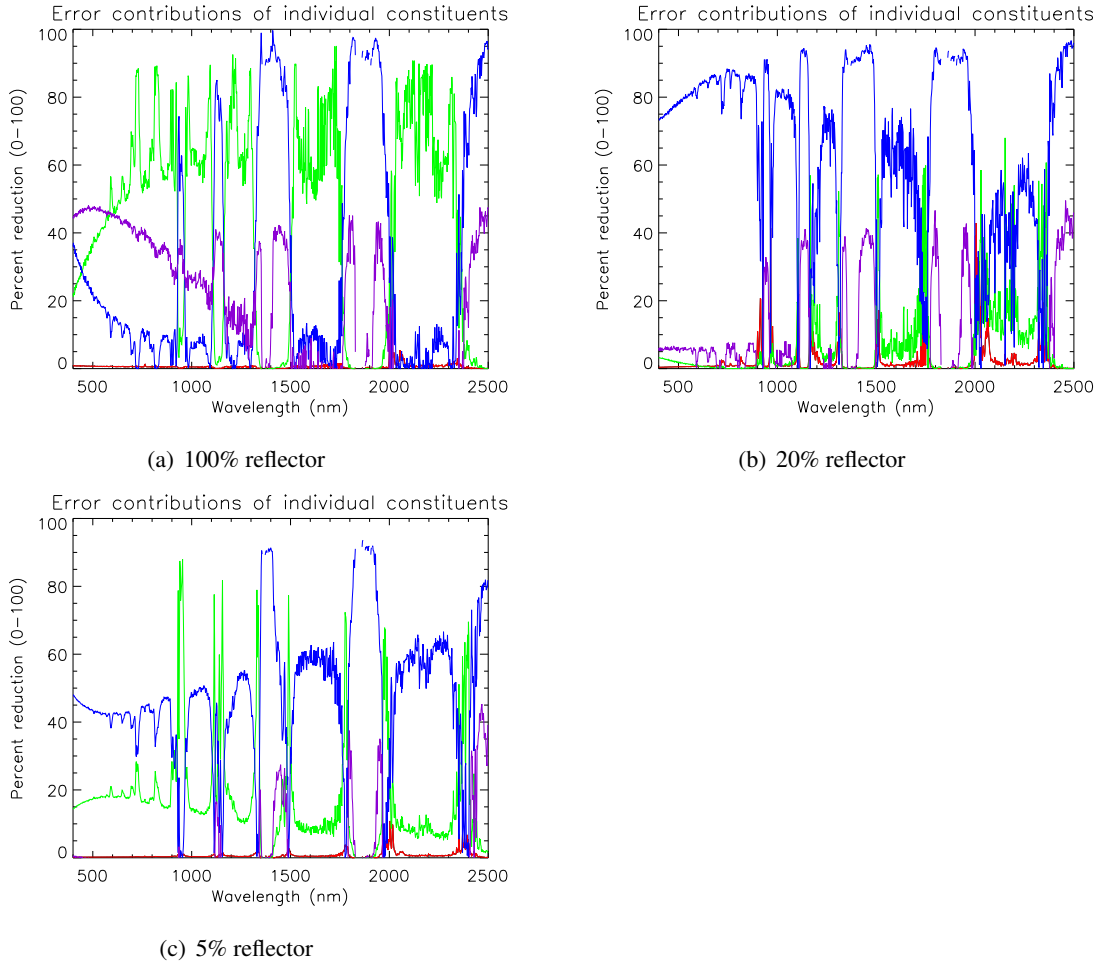 Error contributions of individual constituents
Percent reduction (0-100)
100
80
60
40
20
0
500 1000 1500 2000 2500
Wavelength (nm)
(a) 100% reflector
Error contributions of individual constituents
Percent reduction (0-100)
100
80
60
40
20
0
500 1000 1500 2000 2500
Wavelength (nm)
(b) 20% reflector
Error contributions of individual constituents
Percent reduction (0-100)
100
80
60
40
20
0
500 1000 1500 2000 2500
Wavelength (nm)
(c) 5% reflector